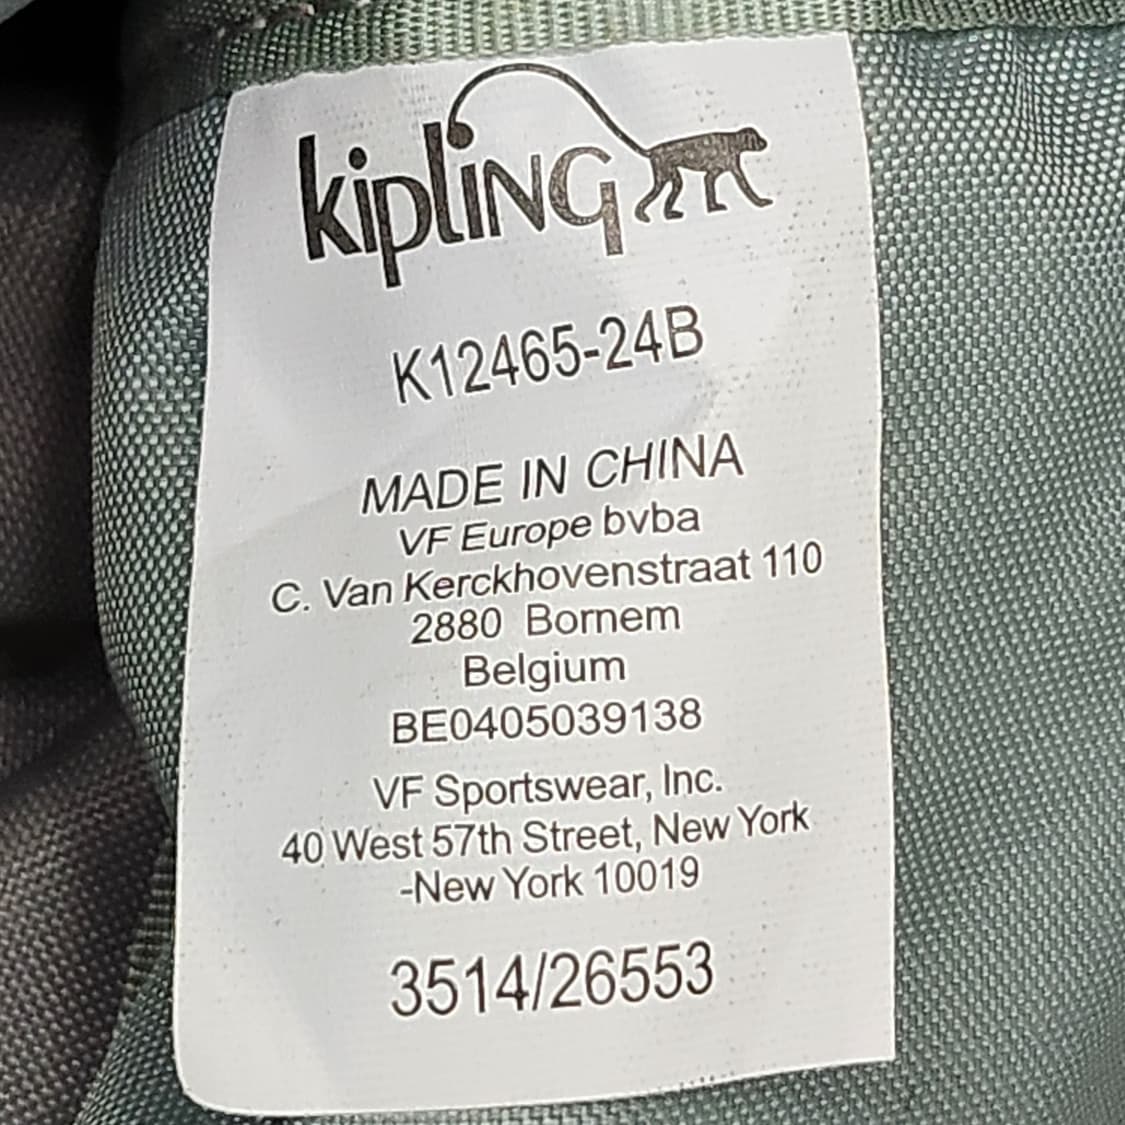 kipling
K12465-24B
MADE IN CHINA
VF Europe bvba
C. Van Kerckhovenstraat 110
2880 Bornem
Belgium
BE0405039138
VF Sportswear, Inc.
40 West 57th Street, New York
-New York 10019
3514/26553